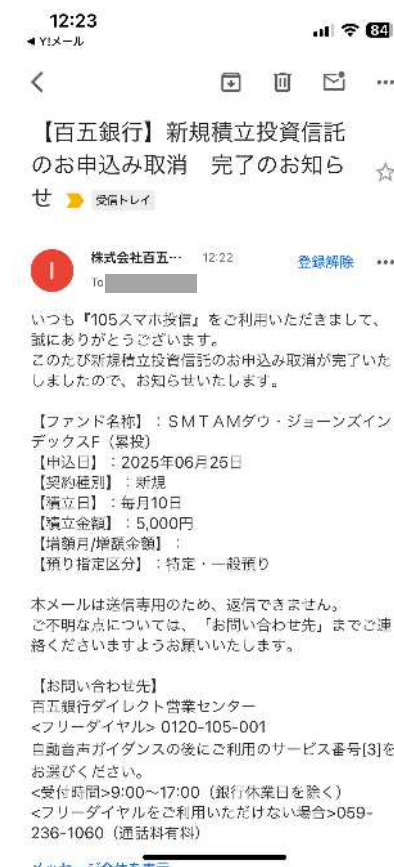 12:23
84
◀ Y!メール
【百五銀行】新規積立投資信託
のお申込み取消　完了のお知ら
せ 受信トレイ
I
株式会社百五… 12:22 登録解除
To
いつも『105スマホ投信』をご利用いただきまして、
誠にありがとうございます。
このたび新規積立投資信託のお申込み取消が完了いた
しましたので、お知らせいたします。
【ファンド名称】：ＳＭＴＡＭダウ・ジョーンズイン
デックスF（累投）
【申込日】：2025年06月25日
【契約種別】：新規
【積立日】：毎月10日
【積立金額】：5,000円
【増額月/増額金額】：
【預り指定区分】：特定・一般預り
本メールは送信専用のため、返信できません。
ご不明な点については、「お問い合わせ先」までご連
絡くださいますようお願いいたします。
【お問い合わせ先】
百五銀行ダイレクト営業センター
<フリーダイヤル> 0120-105-001
自動音声ガイダンスの後にご利用のサービス番号[3]を
お選びください。
<受付時間>9:00～17:00（銀行休業日を除く）
<フリーダイヤルをご利用いただけない場合>059-
236-1060（通話料有料）
メッセージ全体を表示